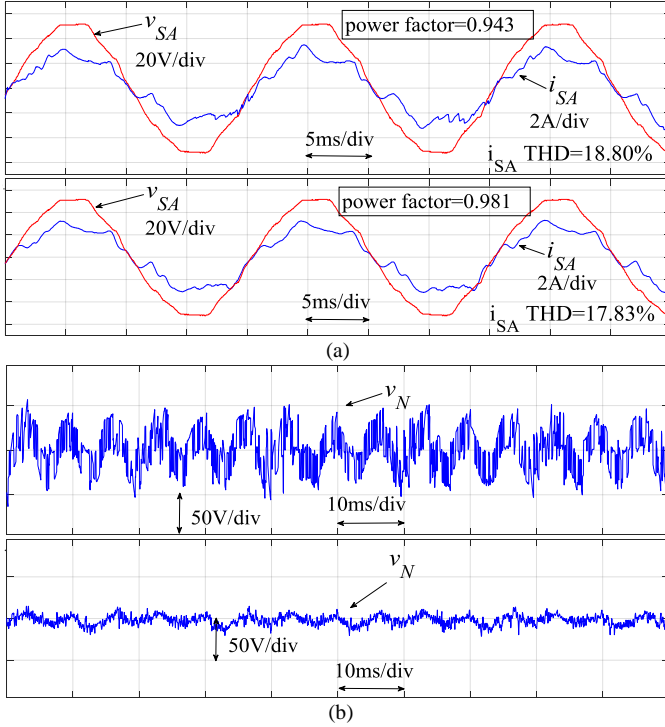 v_SA
20V/div
power factor=0.943
i_SA
2A/div
5ms/div
i_SA THD=18.80%
v_SA
20V/div
power factor=0.981
i_SA
2A/div
5ms/div
i_SA THD=17.83%
(a)
v_N
50V/div
10ms/div
v_N
50V/div
10ms/div
(b)